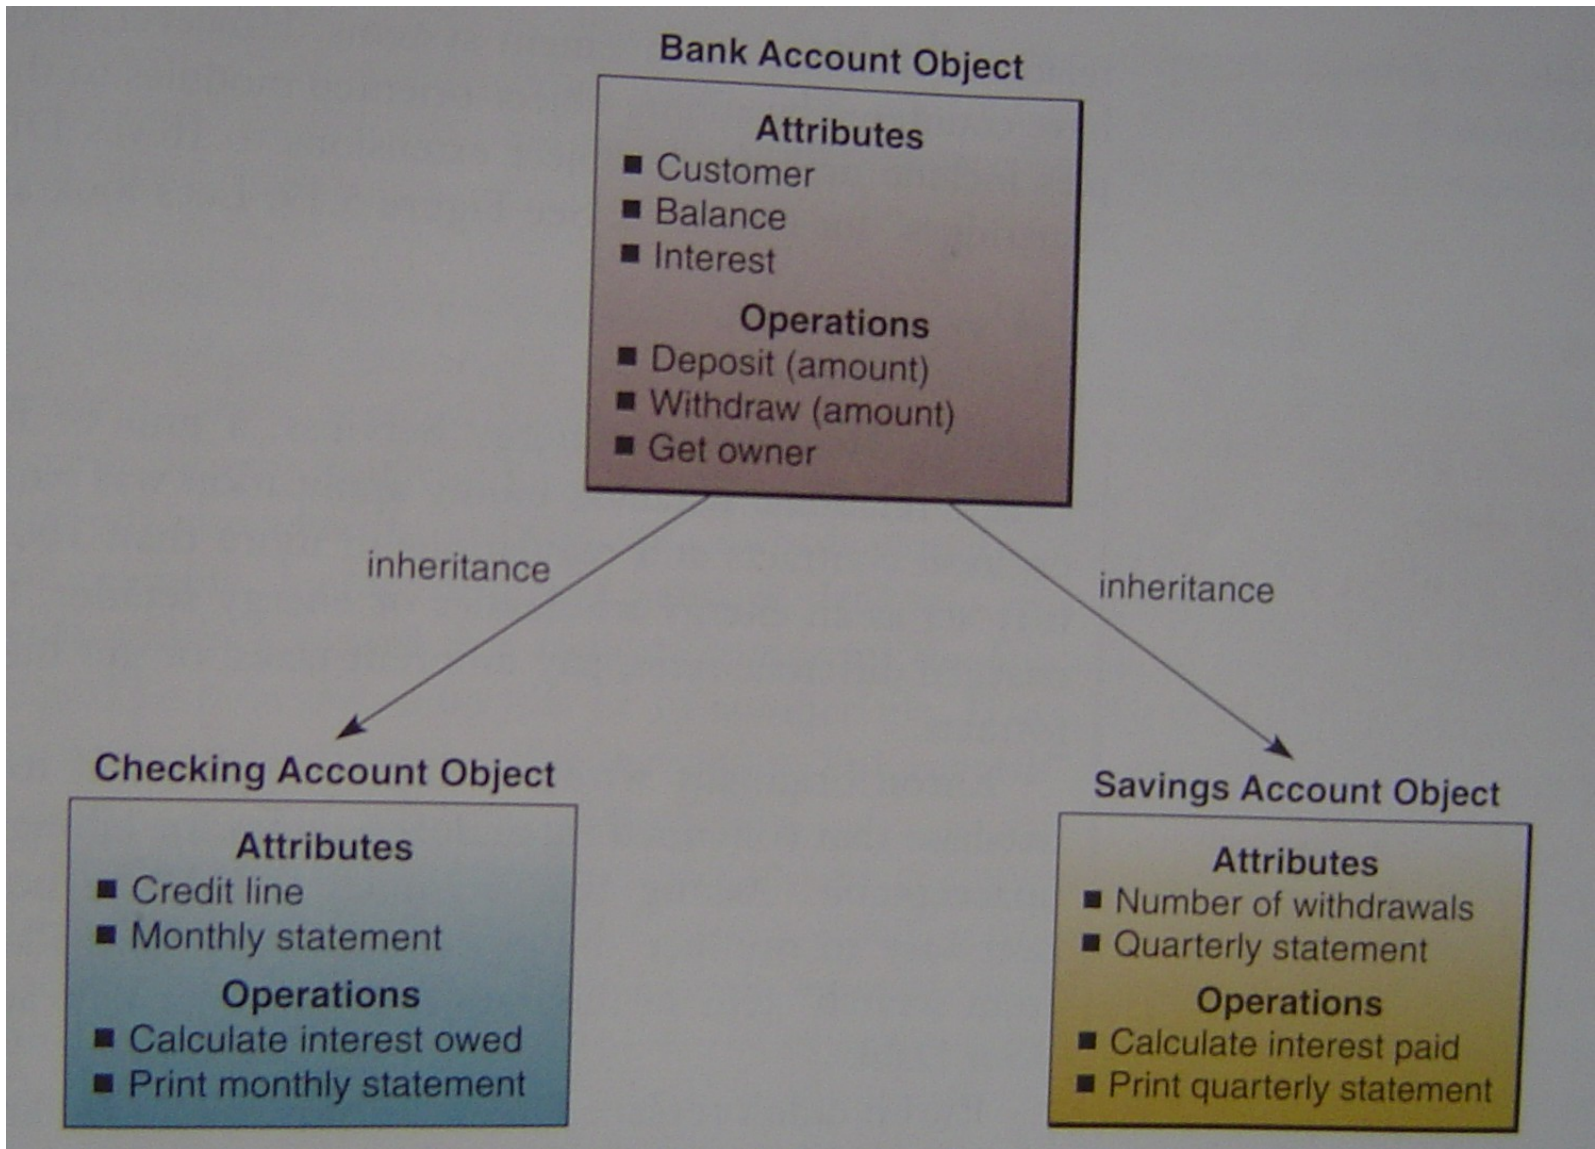 Bank Account Object
Attributes
■ Customer
■ Balance
■ Interest
Operations
■ Deposit (amount)
■ Withdraw (amount)
■ Get owner
inheritance
inheritance
Checking Account Object
Attributes
■ Credit line
■ Monthly statement
Operations
■ Calculate interest owed
■ Print monthly statement
Savings Account Object
Attributes
■ Number of withdrawals
■ Quarterly statement
Operations
■ Calculate interest paid
■ Print quarterly statement